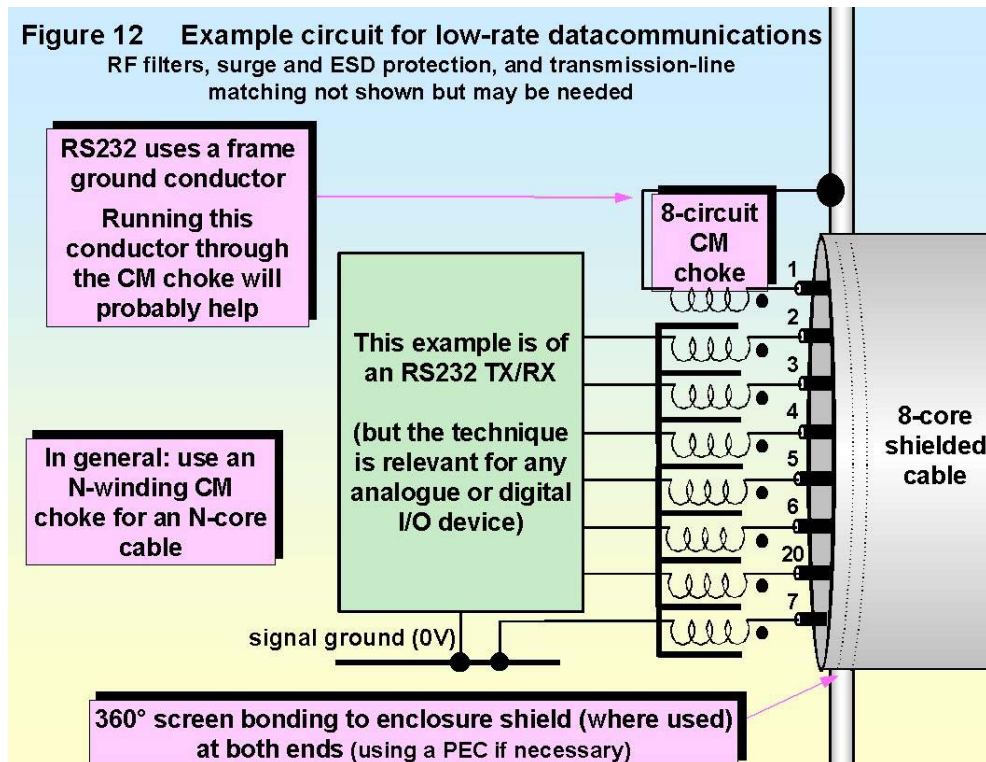 Figure 12 Example circuit for low-rate datacommunications
RF filters, surge and ESD protection, and transmission-line
matching not shown but may be needed
RS232 uses a frame
ground conductor
Running this
conductor through
the CM choke will
probably help
8-circuit
CM
choke
1
2
3
4
5
6
20
7
This example is of
an RS232 TX/RX
(but the technique
is relevant for any
analogue or digital
I/O device)
8-core
shielded
cable
In general: use an
N-winding CM
choke for an N-core
cable
signal ground (0V)
360° screen bonding to enclosure shield (where used)
at both ends (using a PEC if necessary)